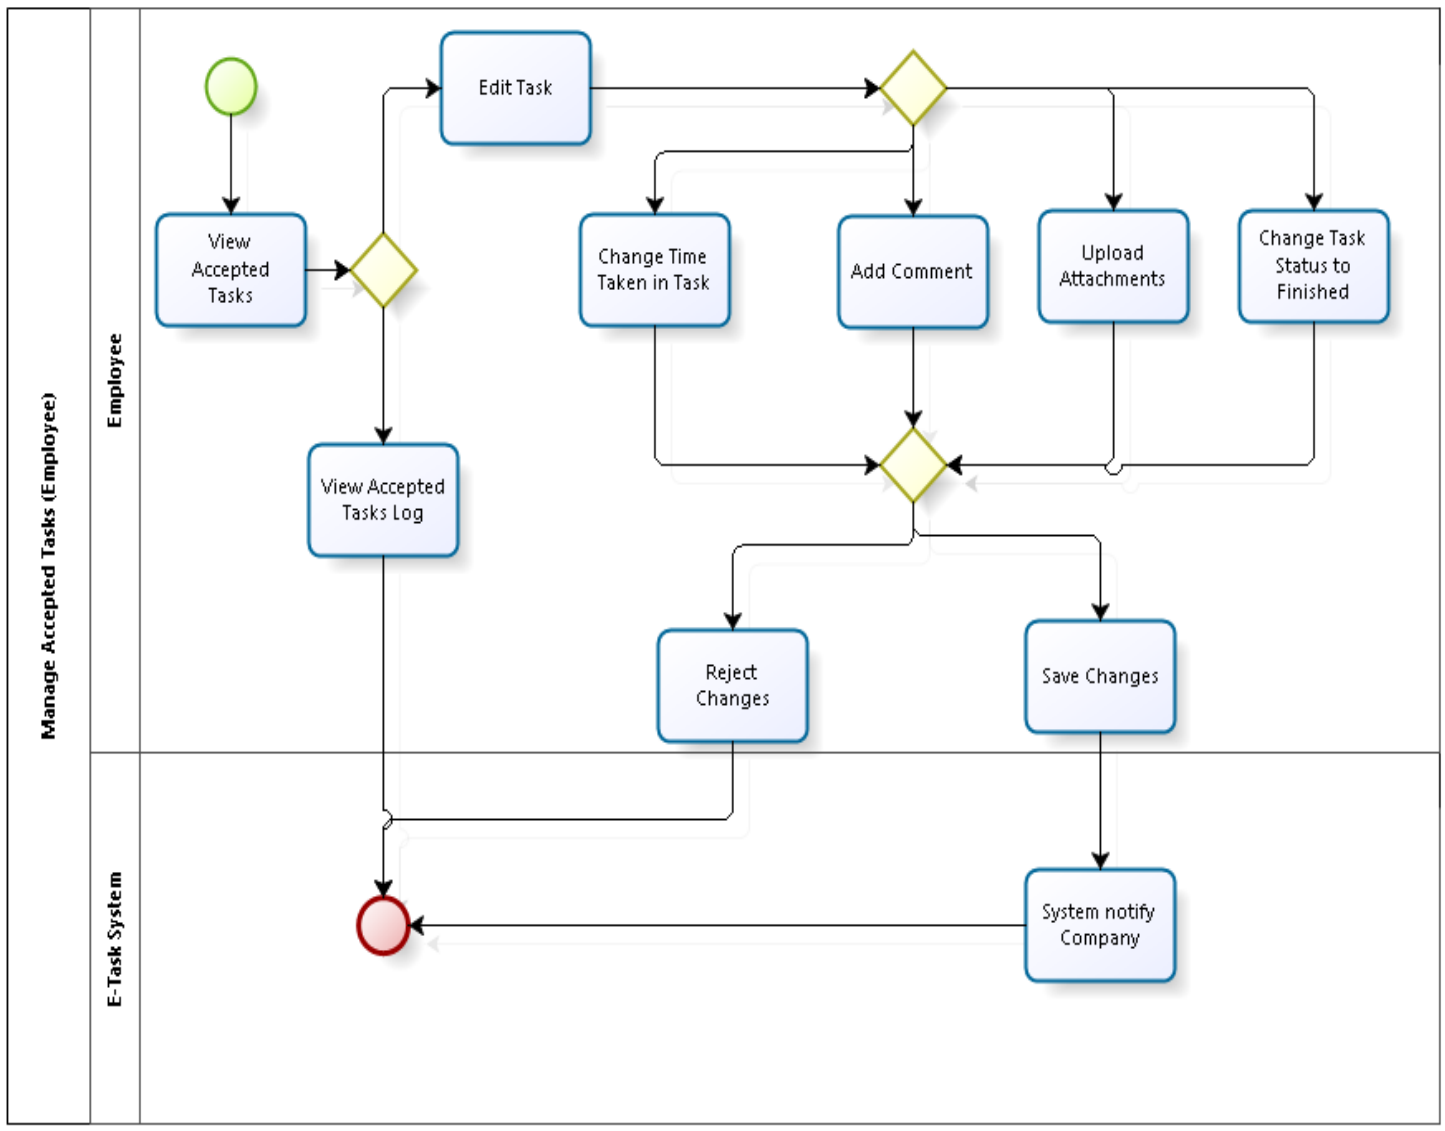 Manage Accepted Tasks (Employee)
Employee
E-Task System
Edit Task
View
Accepted
Tasks
Change Time
Taken in Task
Add Comment
Upload
Attachments
Change Task
Status to
Finished
View Accepted
Tasks Log
Reject
Changes
Save Changes
System notify
Company